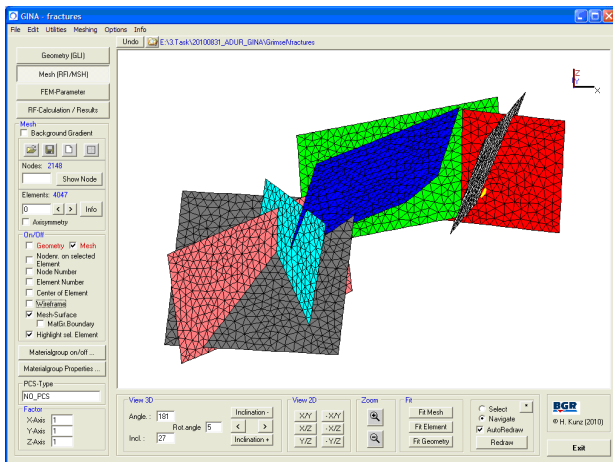 GINA - fractures
File Edit Utilities Meshing Options Info
Undo E:\3.Task\20100831_ADUR_GINA\Grimsel\fractures
Geometry (GLI)
Mesh (RFI/MSH)
FEM-Parameter
RF-Calculation / Results
Mesh
Background Gradient
Nodes: 2148
Show Node
Elements: 4047
0 < > Info
Axisymmetry
On/Off
Geometry Mesh
Nodenr. on selected
Element
Node Number
Element Number
Center of Element
Wireframe
Mesh-Surface
MatGr.Boundary
Highlight sel. Element
Materialgroup on/off ...
Materialgroup Properties ...
PCS-Type
NO_PCS
Factor
X-Axis 1
Y-Axis 1
Z-Axis 1
Z
Y
X
View 3D
Angle.: 181
Rot.angle 5
Incl.: 27
Inclination -
< >
Inclination +
View 2D
X/Y -X/Y
X/Z -X/Z
Y/Z -Y/Z
Zoom
Fit
Fit Mesh
Fit Element
Fit Geometry
Select *
Navigate
AutoRedraw
Redraw
BGR
© H. Kunz (2010)
Exit